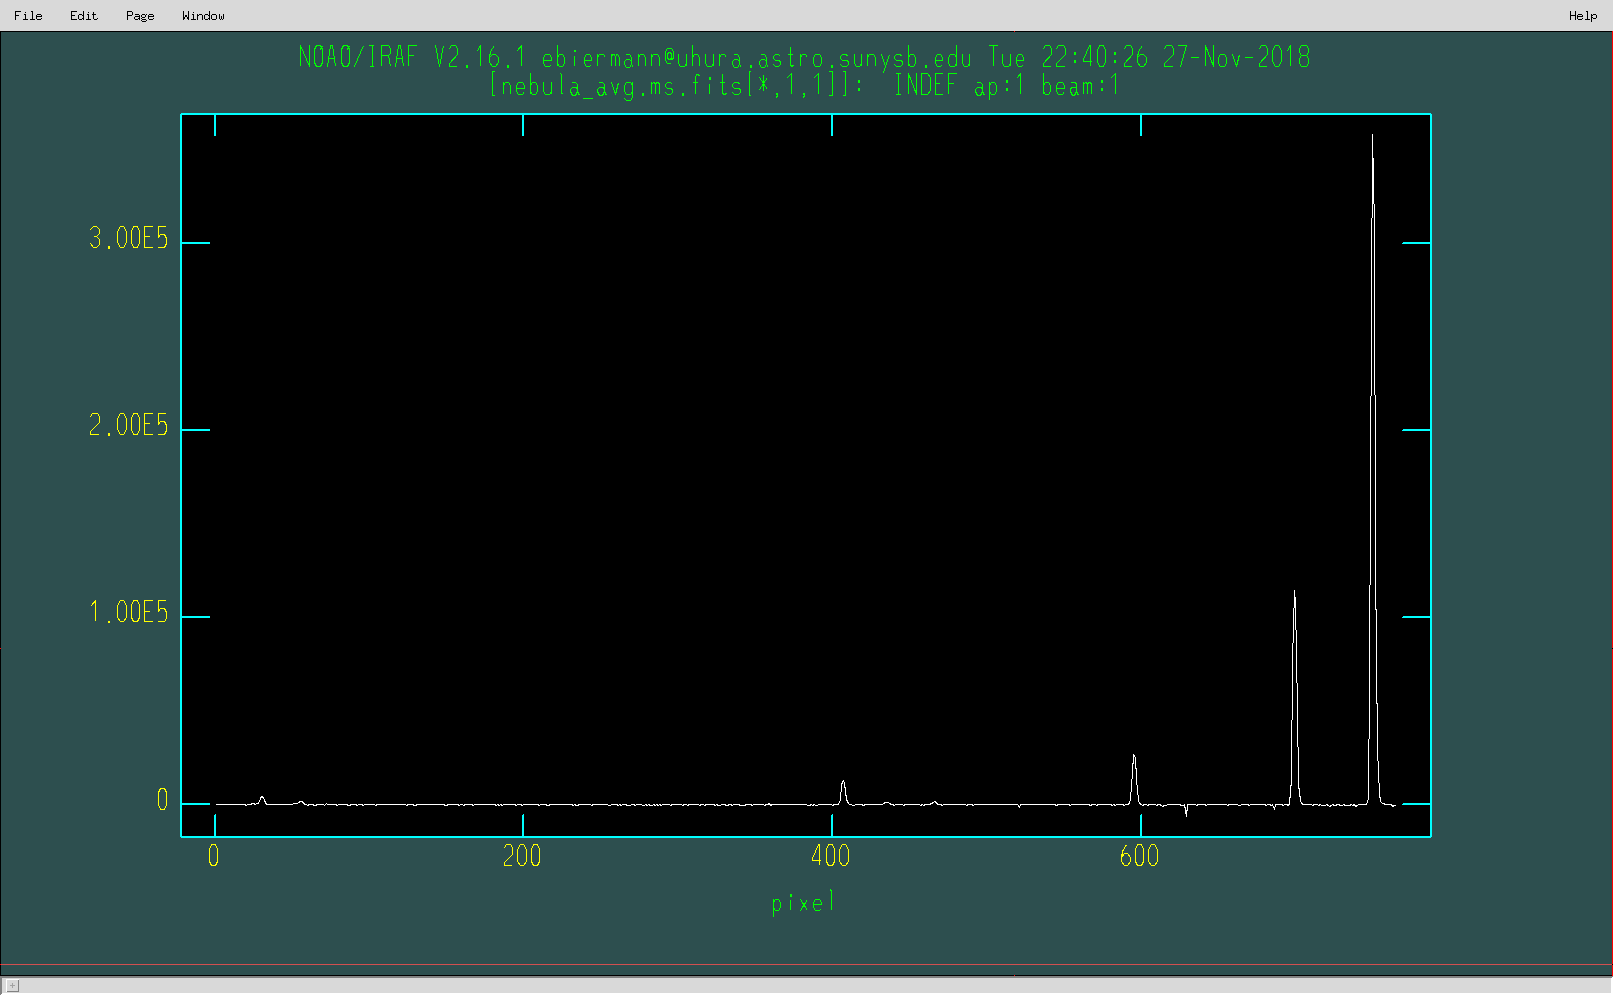 File Edit Page Window Help
NOAO/IRAF V2.16.1 ebiermann@uhura.astro.sunysb.edu Tue 22:40:26 27-Nov-2018
[nebula_avg.ms.fits[*,1,1]]: INDEF ap:1 beam:1
3.00E5
2.00E5
1.00E5
0
0 200 400 600
pixel